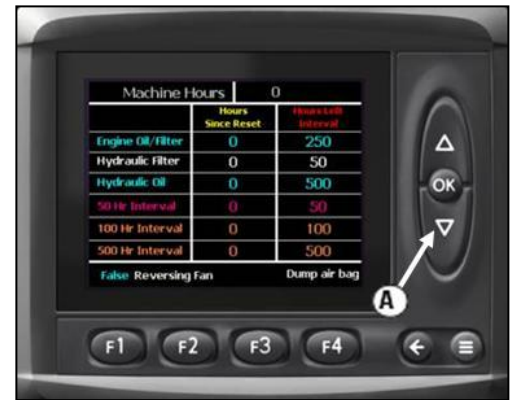 Machine Hours 0
Hours Since Reset Hours Left Interval
Engine Oil/Filter 0 250
Hydraulic Filter 0 50
Hydraulic Oil 0 500
50 Hr Interval 0 50
100 Hr Interval 0 100
500 Hr Interval 0 500
False Reversing Fan Dump air bag
OK
A
F1 F2 F3 F4